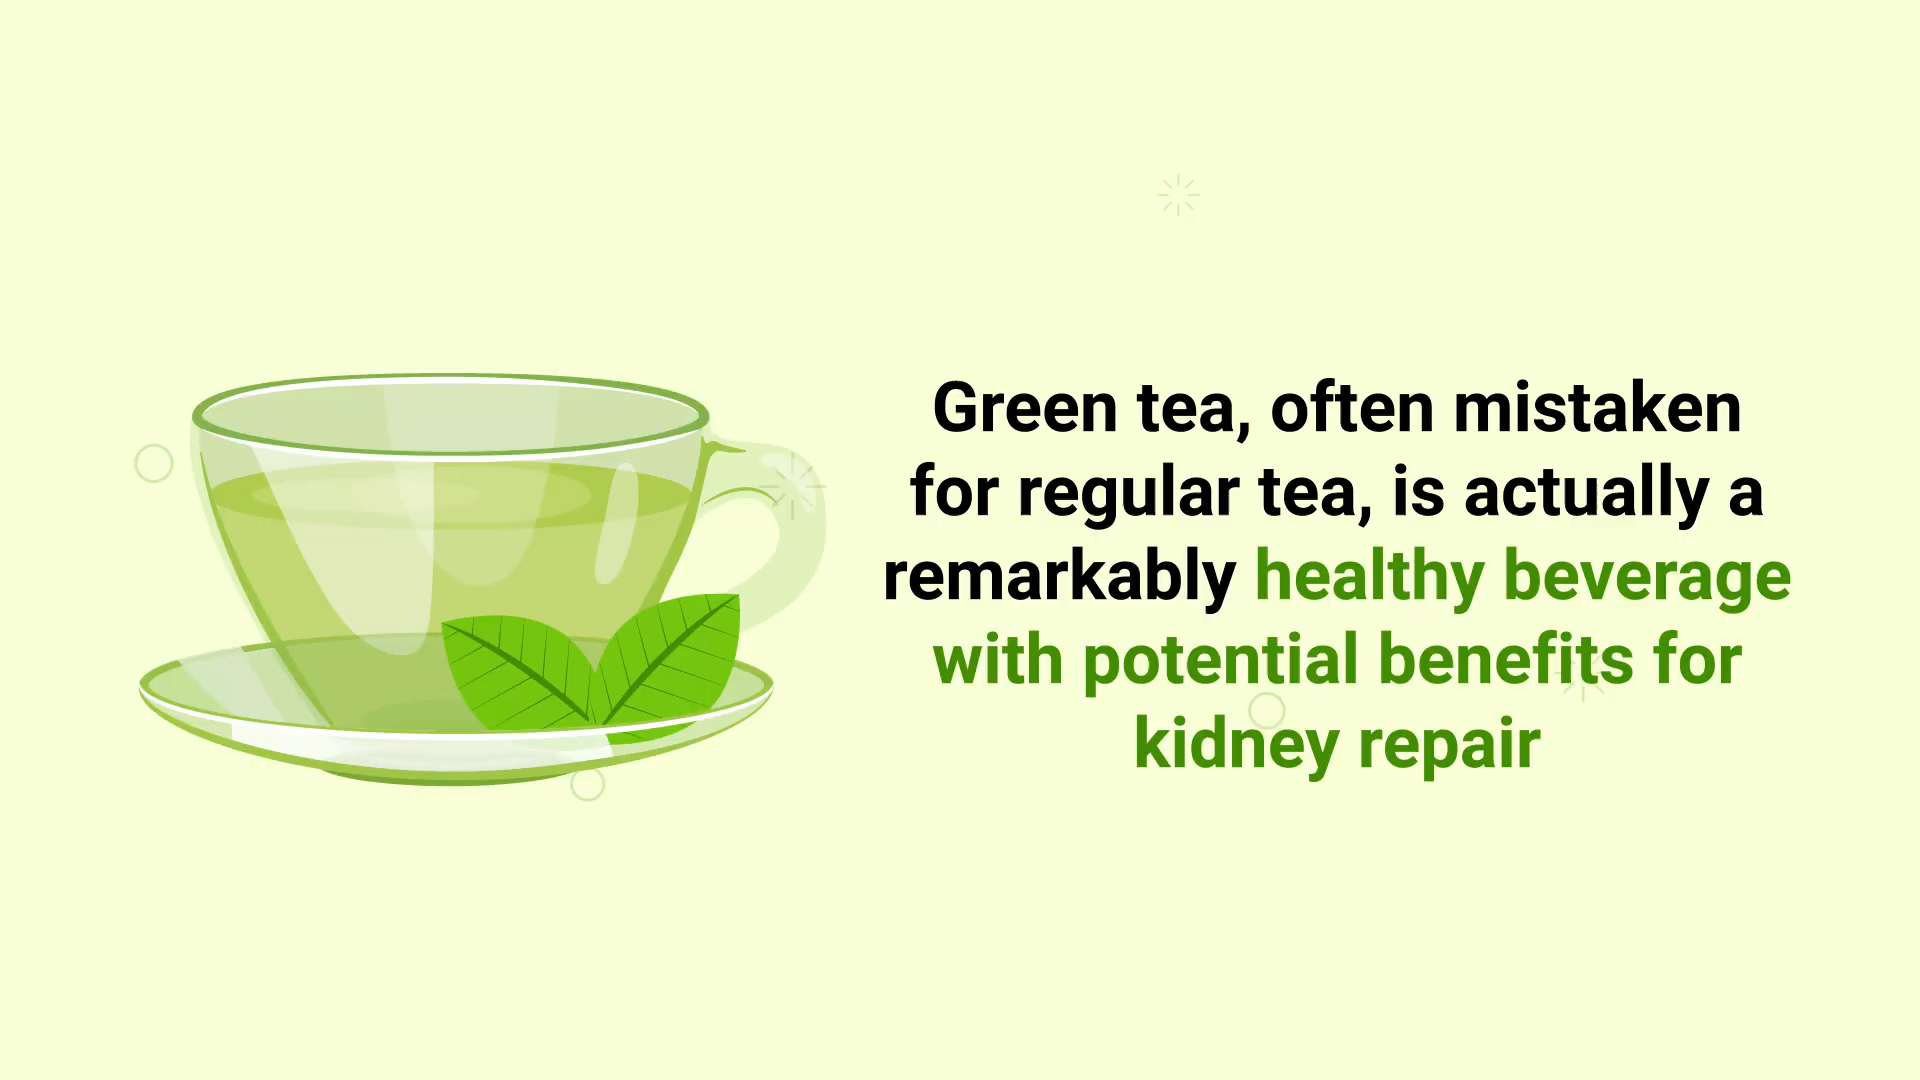 Green tea, often mistaken
for regular tea, is actually a
remarkably healthy beverage
with potential benefits for
kidney repair